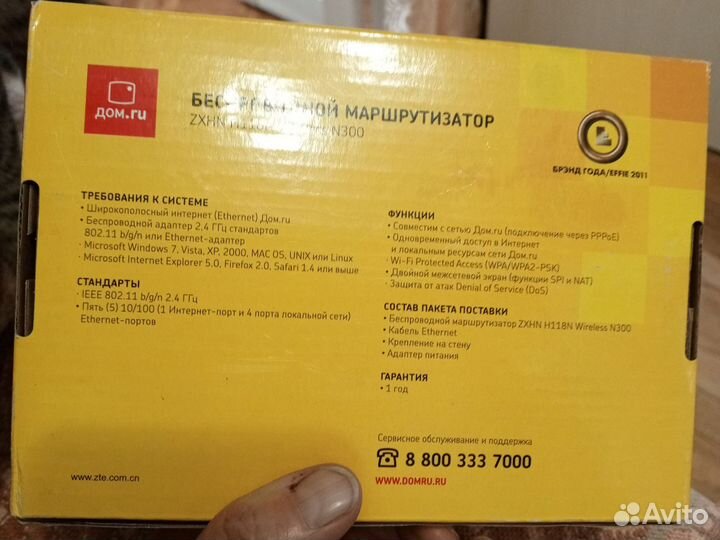 дом.ru
БЕСПРОВОДНОЙ МАРШРУТИЗАТОР
ZXHN H118N Wireless N300
БРЭНД ГОДА/EFFIE 2011
ТРЕБОВАНИЯ К СИСТЕМЕ
• Широкополосный интернет (Ethernet) Дом.ru
• Беспроводной адаптер 2,4 ГГц стандартов
802.11 b/g/n или Ethernet-адаптер
• Microsoft Windows 7, Vista, XP, 2000, MAC OS, UNIX или Linux
• Microsoft Internet Explorer 5.0, Firefox 2.0, Safari 1.4 или выше
СТАНДАРТЫ
• IEEE 802.11 b/g/n 2.4 ГГц
• Пять (5) 10/100 (1 Интернет-порт и 4 порта локальной сети)
Ethernet-портов
ФУНКЦИИ
• Совместим с сетью Дом.ru (подключение через PPPoE)
• Одновременный доступ в Интернет
и локальным ресурсам сети Дом.ru
• Wi-Fi Protected Access (WPA/WPA2-PSK)
• Двойной межсетевой экран (функции SPI и NAT)
• Защита от атак Denial of Service (DoS)
СОСТАВ ПАКЕТА ПОСТАВКИ
• Беспроводной маршрутизатор ZXHN H118N Wireless N300
• Кабель Ethernet
• Крепление на стену
• Адаптер питания
ГАРАНТИЯ
• 1 год
Сервисное обслуживание и поддержка
8 800 333 7000
WWW.DOMRU.RU
www.zte.com.cn
Avito